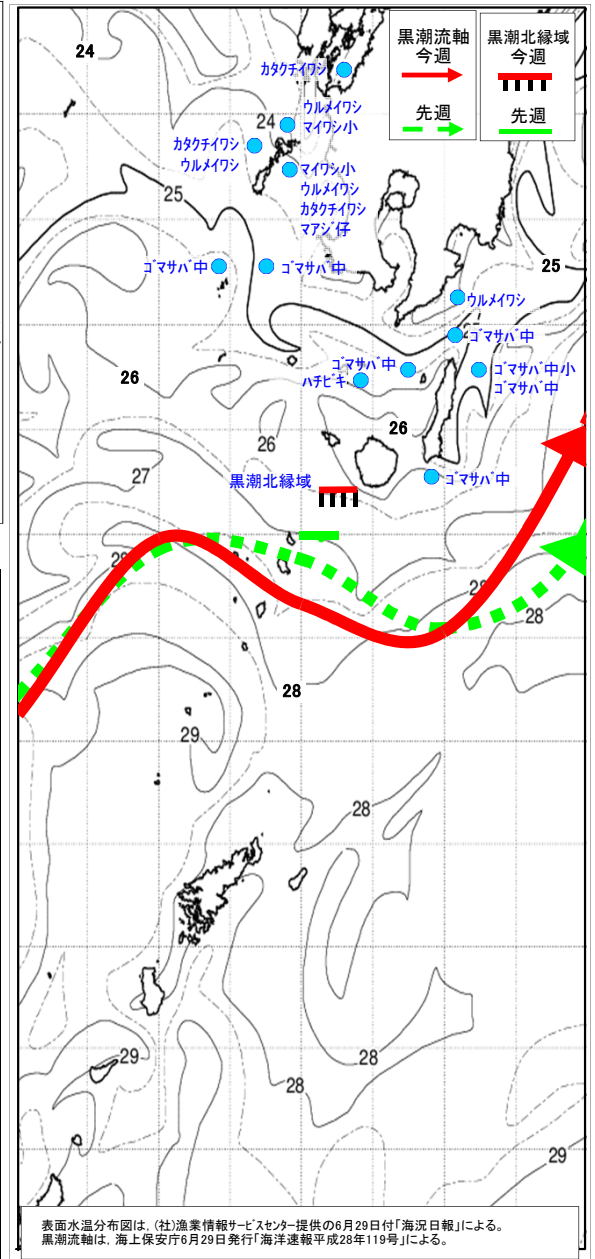 黒潮流軸
今週
先週
黒潮北縁域
今週
先週
24
カタクチイワシ
ウルメイワシ
24
マイワシ小
カタクチイワシ
ウルメイワシ
マイワシ小
ウルメイワシ
カタクチイワシ
マアジ仔
25
25
ゴマサバ中
ゴマサバ中
ウルメイワシ
ゴマサバ中
ゴマサバ中
ハチビキ
ゴマサバ中小
ゴマサバ中
26
26
26
27
黒潮北縁域
ゴマサバ中
28
28
28
28
29
28
28
29
28
29
表面水温分布図は, (社)漁業情報サービスセンター提供の6月29日付「海況日報」による。
黒潮流軸は, 海上保安庁6月29日発行「海洋速報平成28年119号」による。